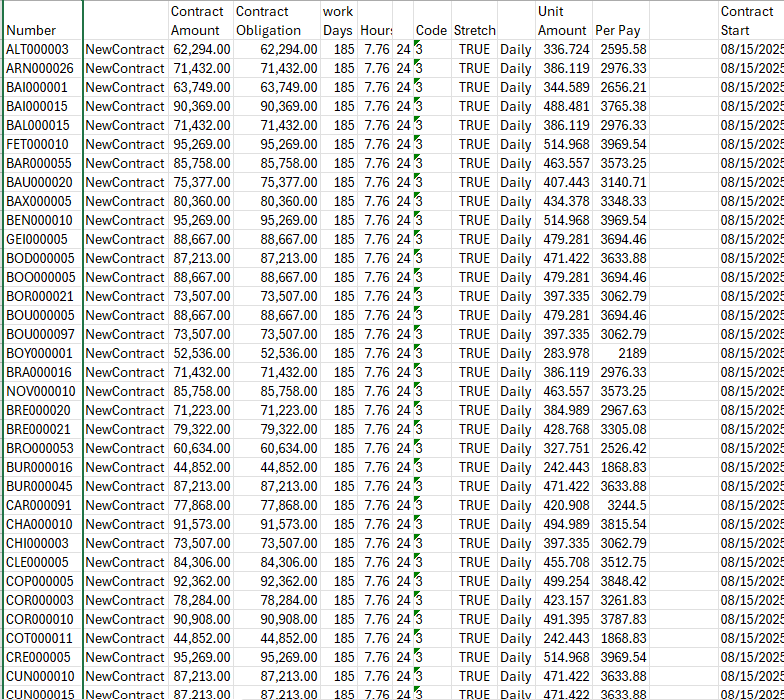 Contract Contract work Unit Contract
Number Amount Obligation Days Hours Code Stretch Amount Per Pay Start
ALT000003 NewContract 62,294.00 62,294.00 185 7.76 24 3 TRUE Daily 336.724 2595.58 08/15/2025
ARN000026 NewContract 71,432.00 71,432.00 185 7.76 24 3 TRUE Daily 386.119 2976.33 08/15/2025
BAI000001 NewContract 63,749.00 63,749.00 185 7.76 24 3 TRUE Daily 344.589 2656.21 08/15/2025
BAI000015 NewContract 90,369.00 90,369.00 185 7.76 24 3 TRUE Daily 488.481 3765.38 08/15/2025
BAL000015 NewContract 71,432.00 71,432.00 185 7.76 24 3 TRUE Daily 386.119 2976.33 08/15/2025
FET000010 NewContract 95,269.00 95,269.00 185 7.76 24 3 TRUE Daily 514.968 3969.54 08/15/2025
BAR000055 NewContract 85,758.00 85,758.00 185 7.76 24 3 TRUE Daily 463.557 3573.25 08/15/2025
BAU000020 NewContract 75,377.00 75,377.00 185 7.76 24 3 TRUE Daily 407.443 3140.71 08/15/2025
BAX000005 NewContract 80,360.00 80,360.00 185 7.76 24 3 TRUE Daily 434.378 3348.33 08/15/2025
BEN000010 NewContract 95,269.00 95,269.00 185 7.76 24 3 TRUE Daily 514.968 3969.54 08/15/2025
GEI000005 NewContract 88,667.00 88,667.00 185 7.76 24 3 TRUE Daily 479.281 3694.46 08/15/2025
BOD000005 NewContract 87,213.00 87,213.00 185 7.76 24 3 TRUE Daily 471.422 3633.88 08/15/2025
BOO000005 NewContract 88,667.00 88,667.00 185 7.76 24 3 TRUE Daily 479.281 3694.46 08/15/2025
BOR000021 NewContract 73,507.00 73,507.00 185 7.76 24 3 TRUE Daily 397.335 3062.79 08/15/2025
BOU000005 NewContract 88,667.00 88,667.00 185 7.76 24 3 TRUE Daily 479.281 3694.46 08/15/2025
BOU000097 NewContract 73,507.00 73,507.00 185 7.76 24 3 TRUE Daily 397.335 3062.79 08/15/2025
BOY000001 NewContract 52,536.00 52,536.00 185 7.76 24 3 TRUE Daily 283.978 2189 08/15/2025
BRA000016 NewContract 71,432.00 71,432.00 185 7.76 24 3 TRUE Daily 386.119 2976.33 08/15/2025
NOV000010 NewContract 85,758.00 85,758.00 185 7.76 24 3 TRUE Daily 463.557 3573.25 08/15/2025
BRE000020 NewContract 71,223.00 71,223.00 185 7.76 24 3 TRUE Daily 384.989 2967.63 08/15/2025
BRE000021 NewContract 79,322.00 79,322.00 185 7.76 24 3 TRUE Daily 428.768 3305.08 08/15/2025
BRO000053 NewContract 60,634.00 60,634.00 185 7.76 24 3 TRUE Daily 327.751 2526.42 08/15/2025
BUR000016 NewContract 44,852.00 44,852.00 185 7.76 24 3 TRUE Daily 242.443 1868.83 08/15/2025
BUR000045 NewContract 87,213.00 87,213.00 185 7.76 24 3 TRUE Daily 471.422 3633.88 08/15/2025
CAR000091 NewContract 77,868.00 77,868.00 185 7.76 24 3 TRUE Daily 420.908 3244.5 08/15/2025
CHA000010 NewContract 91,573.00 91,573.00 185 7.76 24 3 TRUE Daily 494.989 3815.54 08/15/2025
CHI000003 NewContract 73,507.00 73,507.00 185 7.76 24 3 TRUE Daily 397.335 3062.79 08/15/2025
CLE000005 NewContract 84,306.00 84,306.00 185 7.76 24 3 TRUE Daily 455.708 3512.75 08/15/2025
COP000005 NewContract 92,362.00 92,362.00 185 7.76 24 3 TRUE Daily 499.254 3848.42 08/15/2025
COR000003 NewContract 78,284.00 78,284.00 185 7.76 24 3 TRUE Daily 423.157 3261.83 08/15/2025
COR000010 NewContract 90,908.00 90,908.00 185 7.76 24 3 TRUE Daily 491.395 3787.83 08/15/2025
COT000011 NewContract 44,852.00 44,852.00 185 7.76 24 3 TRUE Daily 242.443 1868.83 08/15/2025
CRE000005 NewContract 95,269.00 95,269.00 185 7.76 24 3 TRUE Daily 514.968 3969.54 08/15/2025
CUN000010 NewContract 87,213.00 87,213.00 185 7.76 24 3 TRUE Daily 471.422 3633.88 08/15/2025
CUN000015 NewContract 87,213.00 87,213.00 185 7.76 24 3 TRUE Daily 471.422 3633.88 08/15/2025